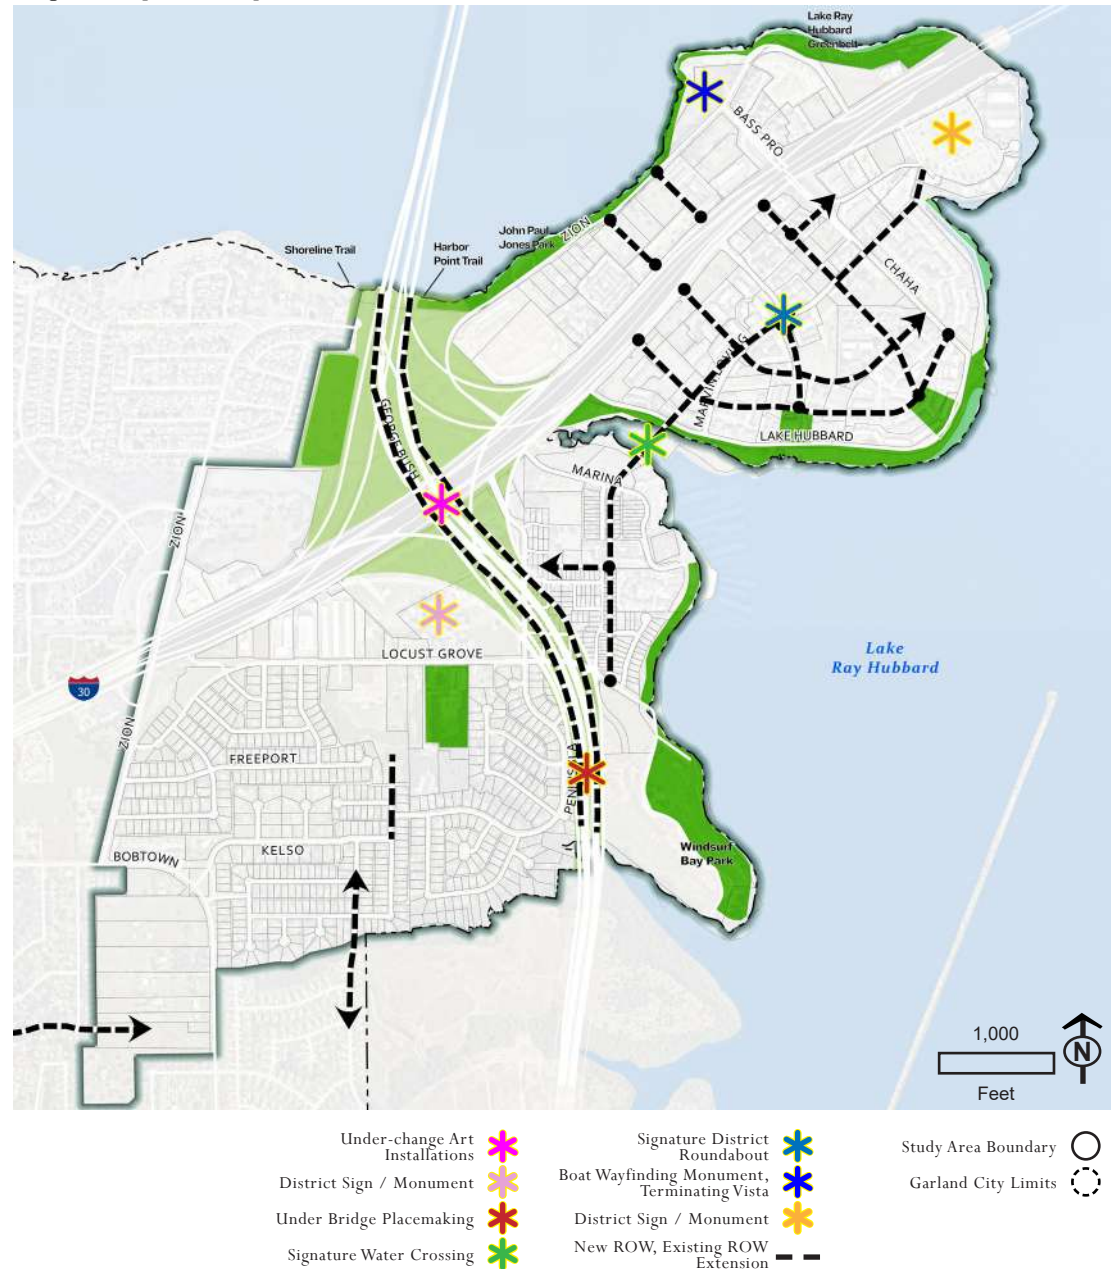 Lake Ray
Hubbard
Greenbelt
BASS PRO
ZION
John Paul
Jones Park
Shoreline Trail
Harbor
Point Trail
CHAHA
MARVIN LOVING
GEORGE BUSH
LAKE HUBBARD
MARINA
ZION
Lake
Ray Hubbard
LOCUST GROVE
30
ZION
FREEPORT
PENINSULA
KELSO
BOBTOWN
Windsurf
Bay Park
1,000
N
Feet
Under-change Art
Installations
District Sign / Monument
Under Bridge Placemaking
Signature Water Crossing
Signature District
Roundabout
Boat Wayfinding Monument,
Terminating Vista
District Sign / Monument
New ROW, Existing ROW
Extension
Study Area Boundary
Garland City Limits